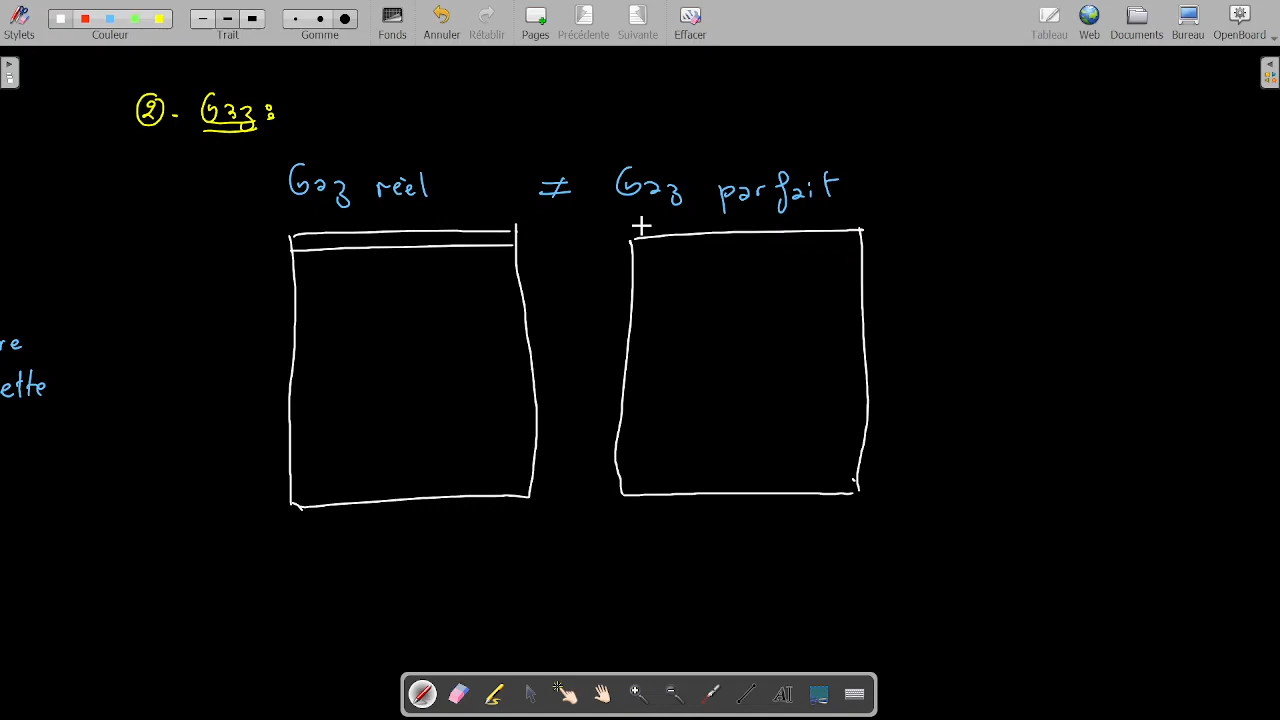 Stylets Couleur Trait Gomme Fonds Annuler Rétablir Pages Précédente Suivante Effacer Tableau Web Documents Bureau OpenBoard
②. Gaz :
Gaz réel ≠ Gaz parfait
re
ette
AI